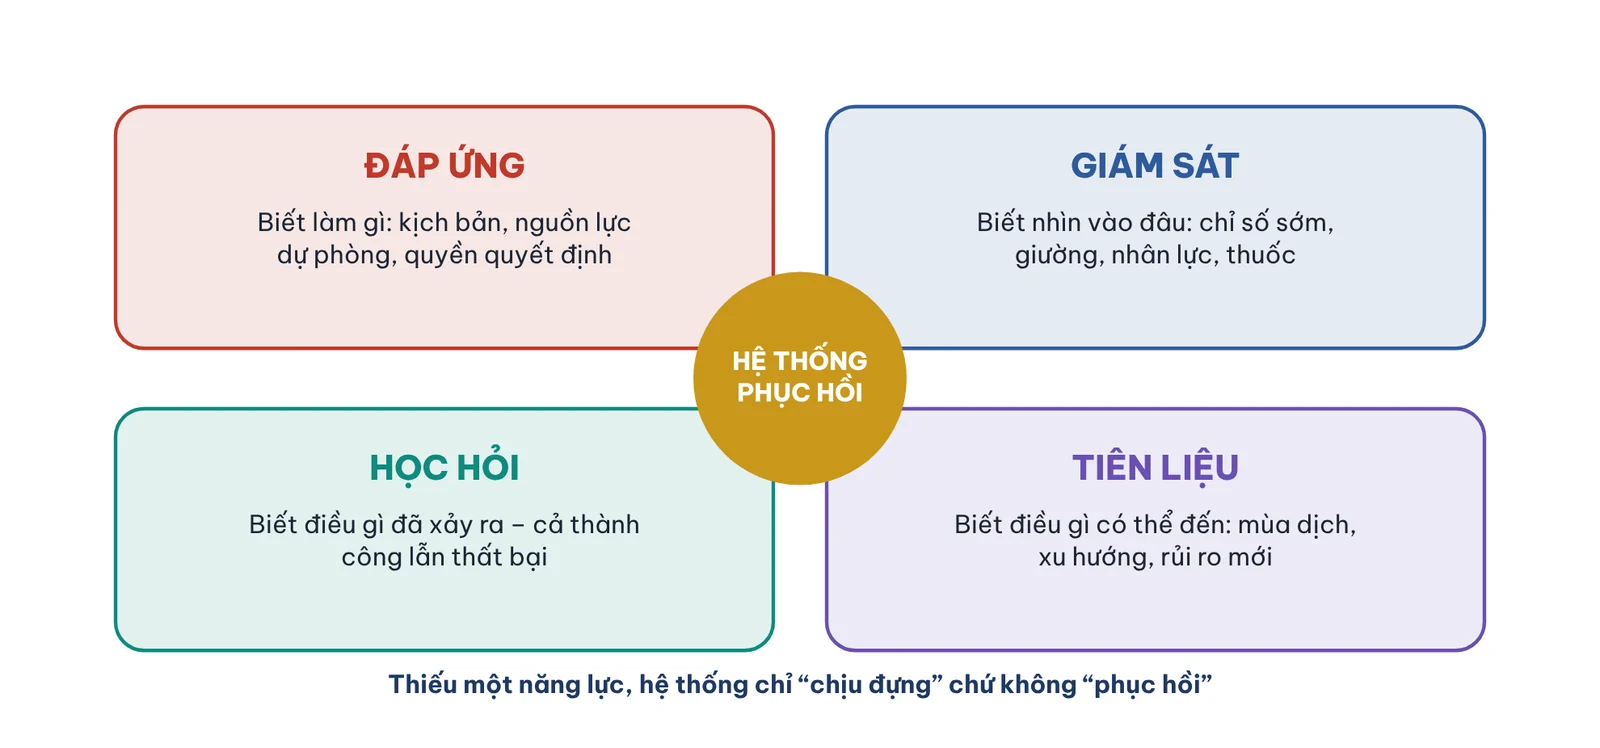 ĐÁP ỨNG
Biết làm gì: kịch bản, nguồn lực
dự phòng, quyền quyết định
GIÁM SÁT
Biết nhìn vào đâu: chỉ số sớm,
giường, nhân lực, thuốc
HỆ THỐNG
PHỤC HỒI
HỌC HỎI
Biết điều gì đã xảy ra – cả thành
công lẫn thất bại
TIÊN LIỆU
Biết điều gì có thể đến: mùa dịch,
xu hướng, rủi ro mới
Thiếu một năng lực, hệ thống chỉ “chịu đựng” chứ không “phục hồi”